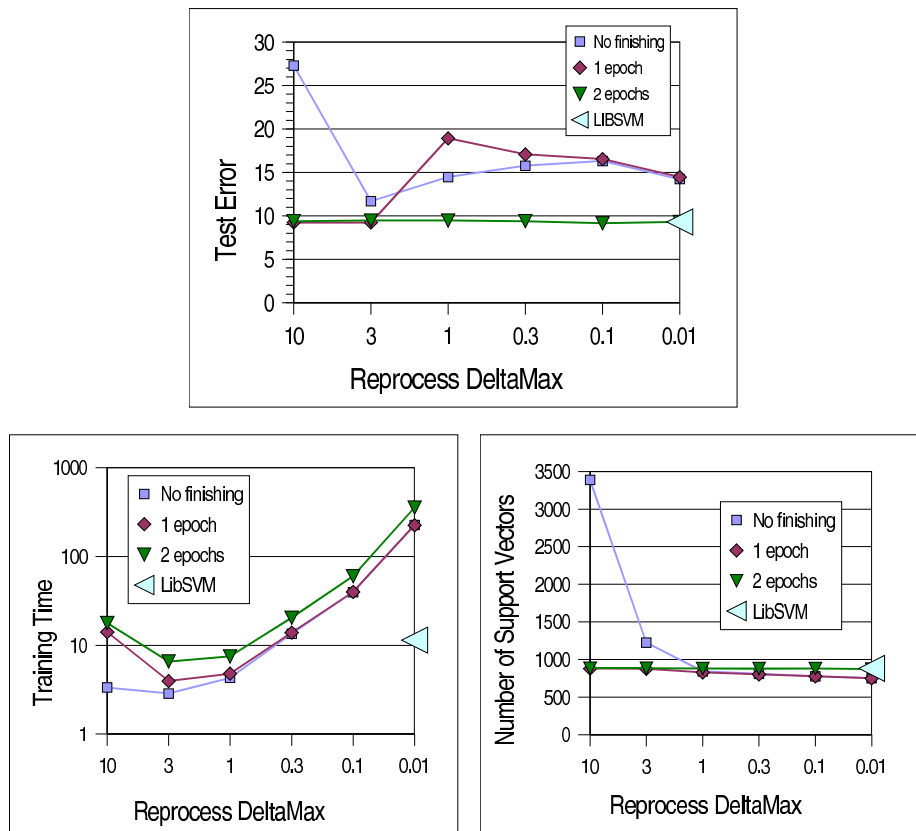 30
25
20
15
10
5
0
Test Error
No finishing
1 epoch
2 epochs
LIBSVM
10 3 1 0.3 0.1 0.01
Reprocess DeltaMax
1000
100
10
1
Training Time
No finishing
1 epoch
2 epochs
LibSVM
10 3 1 0.3 0.1 0.01
Reprocess DeltaMax
3500
3000
2500
2000
1500
1000
500
0
Number of Support Vectors
No finishing
1 epoch
2 epochs
LibSVM
10 3 1 0.3 0.1 0.01
Reprocess DeltaMax